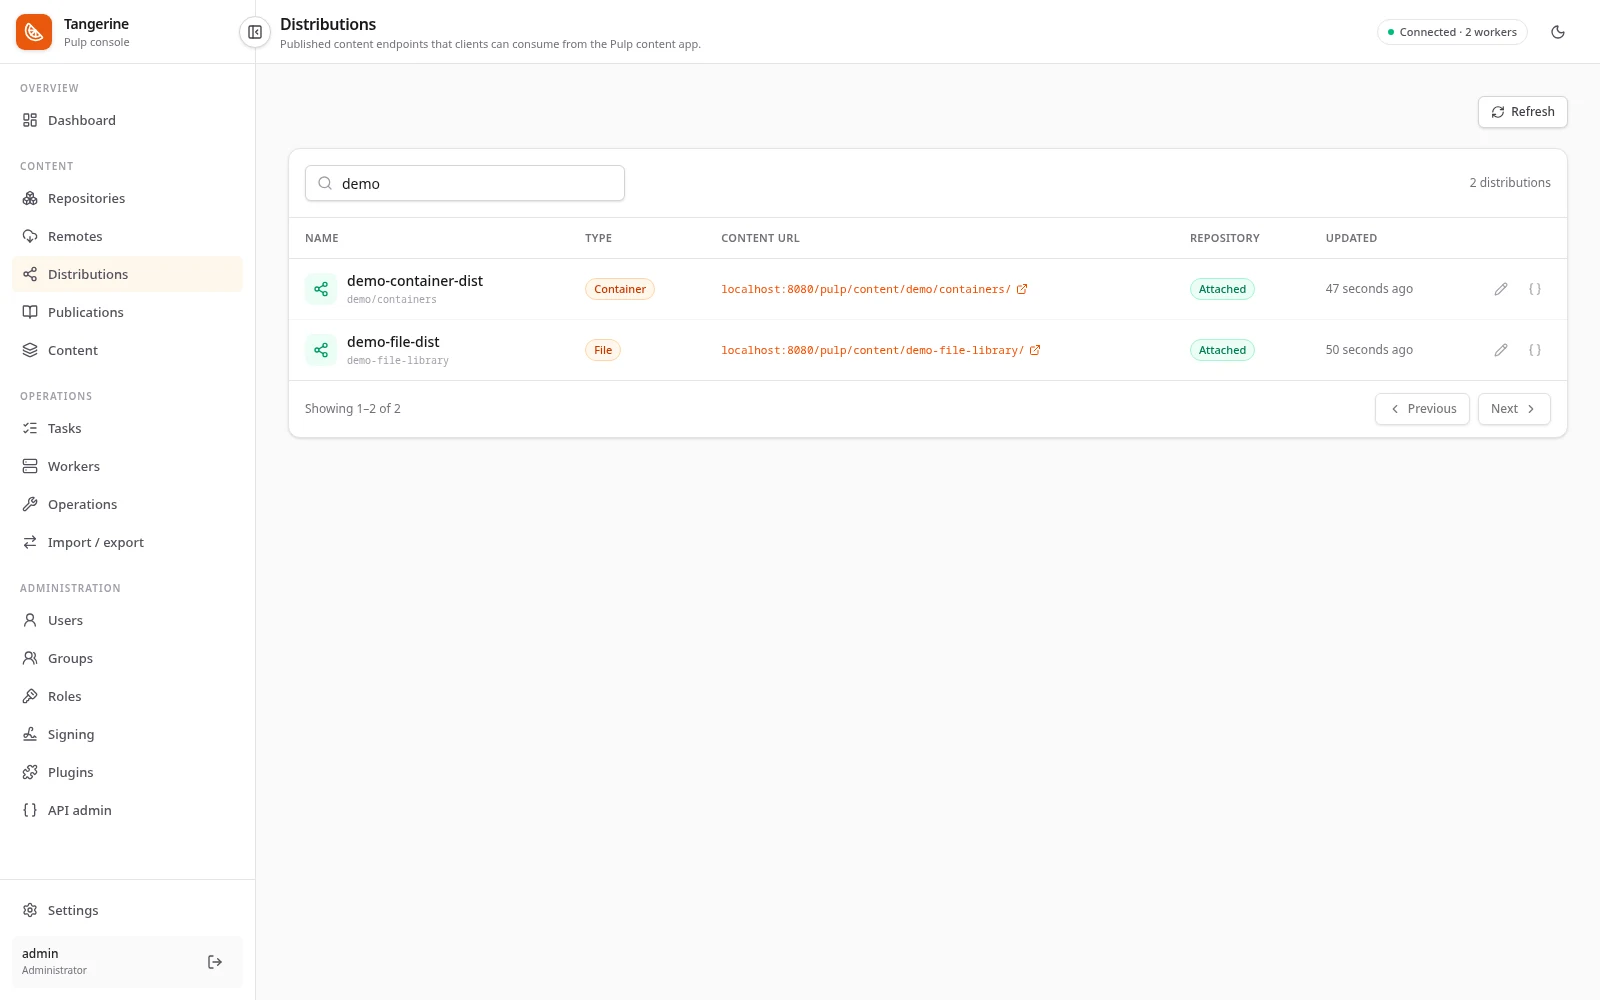 Tangerine
Pulp console
OVERVIEW
Dashboard
CONTENT
Repositories
Remotes
Distributions
Publications
Content
OPERATIONS
Tasks
Workers
Operations
Import / export
ADMINISTRATION
Users
Groups
Roles
Signing
Plugins
API admin
Settings
admin
Administrator
Distributions
Published content endpoints that clients can consume from the Pulp content app.
Connected · 2 workers
Refresh
demo
2 distributions
NAME TYPE CONTENT URL REPOSITORY UPDATED
demo-container-dist
demo/containers
Container
localhost:8080/pulp/content/demo/containers/
Attached
47 seconds ago
demo-file-dist
demo-file-library
File
localhost:8080/pulp/content/demo-file-library/
Attached
50 seconds ago
Showing 1–2 of 2
Previous
Next